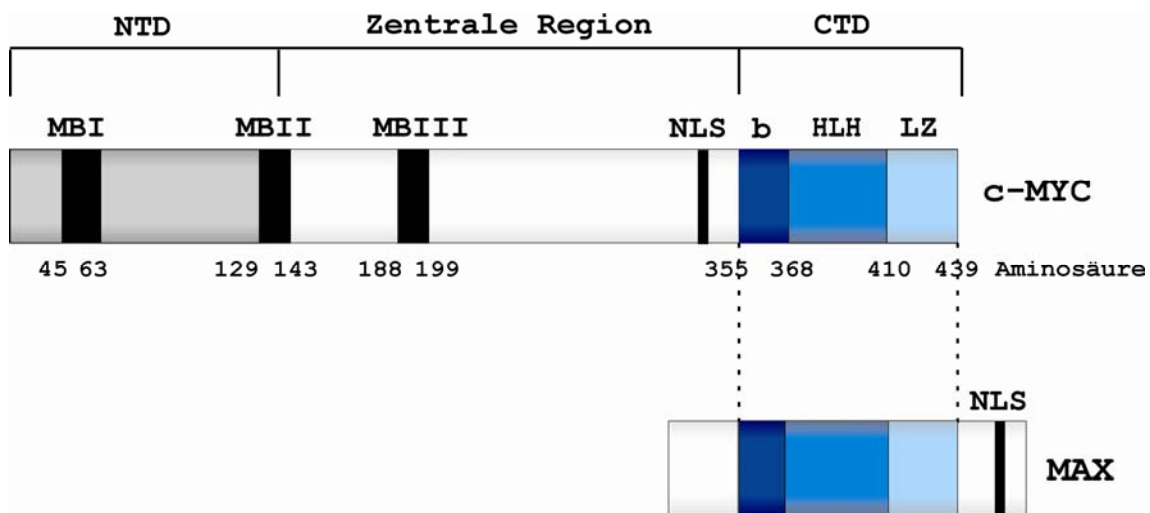 NTD Zentrale Region CTD
MBI MBII MBIII NLS b HLH LZ
c-MYC
45 63 129 143 188 199 355 368 410 439 Aminosäure
NLS
MAX